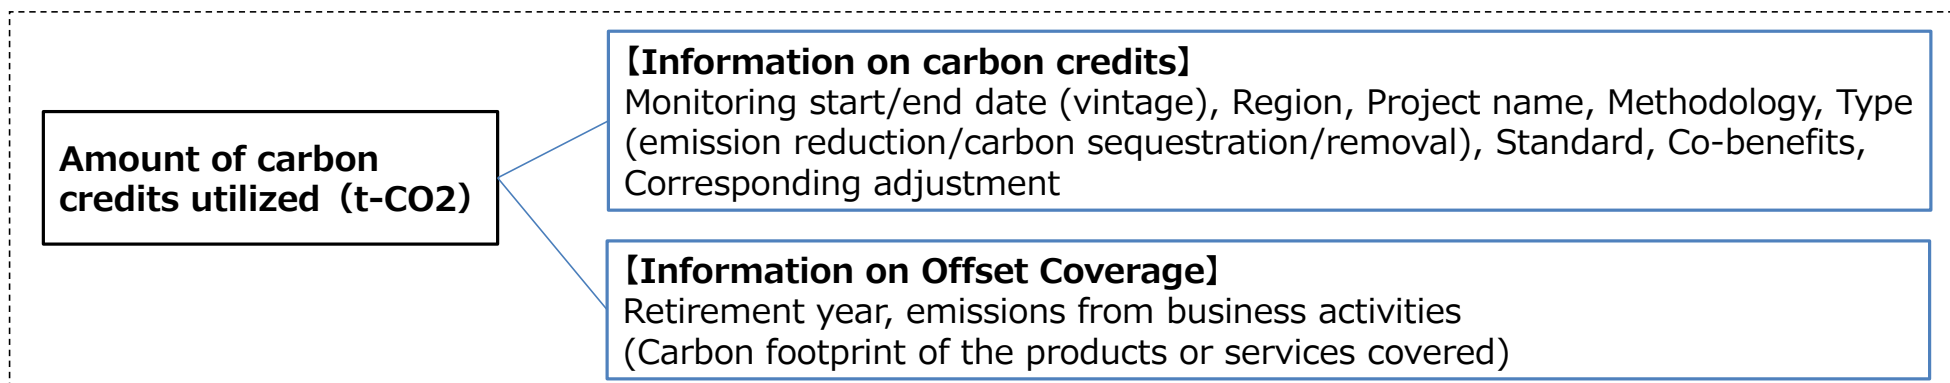 Amount of carbon
credits utilized（t-CO2）
【Information on carbon credits】
Monitoring start/end date (vintage), Region, Project name, Methodology, Type
(emission reduction/carbon sequestration/removal), Standard, Co-benefits,
Corresponding adjustment
【Information on Offset Coverage】
Retirement year, emissions from business activities
(Carbon footprint of the products or services covered)